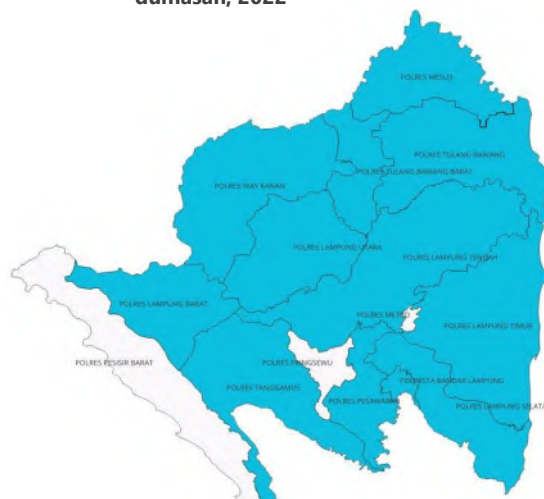 dumasan, 2022
POLRES MESUJI
POLRES TULANG BAWANG
POLRES TULANG BAWANG BARAT
POLRES WAY KANAN
POLRES LAMPUNG UTARA
POLRES LAMPUNG TENGAH
POLRES LAMPUNG BARAT
POLRES METRO
POLRES LAMPUNG TIMUR
POLRES PESISIR BARAT
POLRES PRINGSEWU
POLRESTA BANDAR LAMPUNG
POLRES TANGGAMUS
POLRES PESAWARAN
POLRES LAMPUNG SELATA